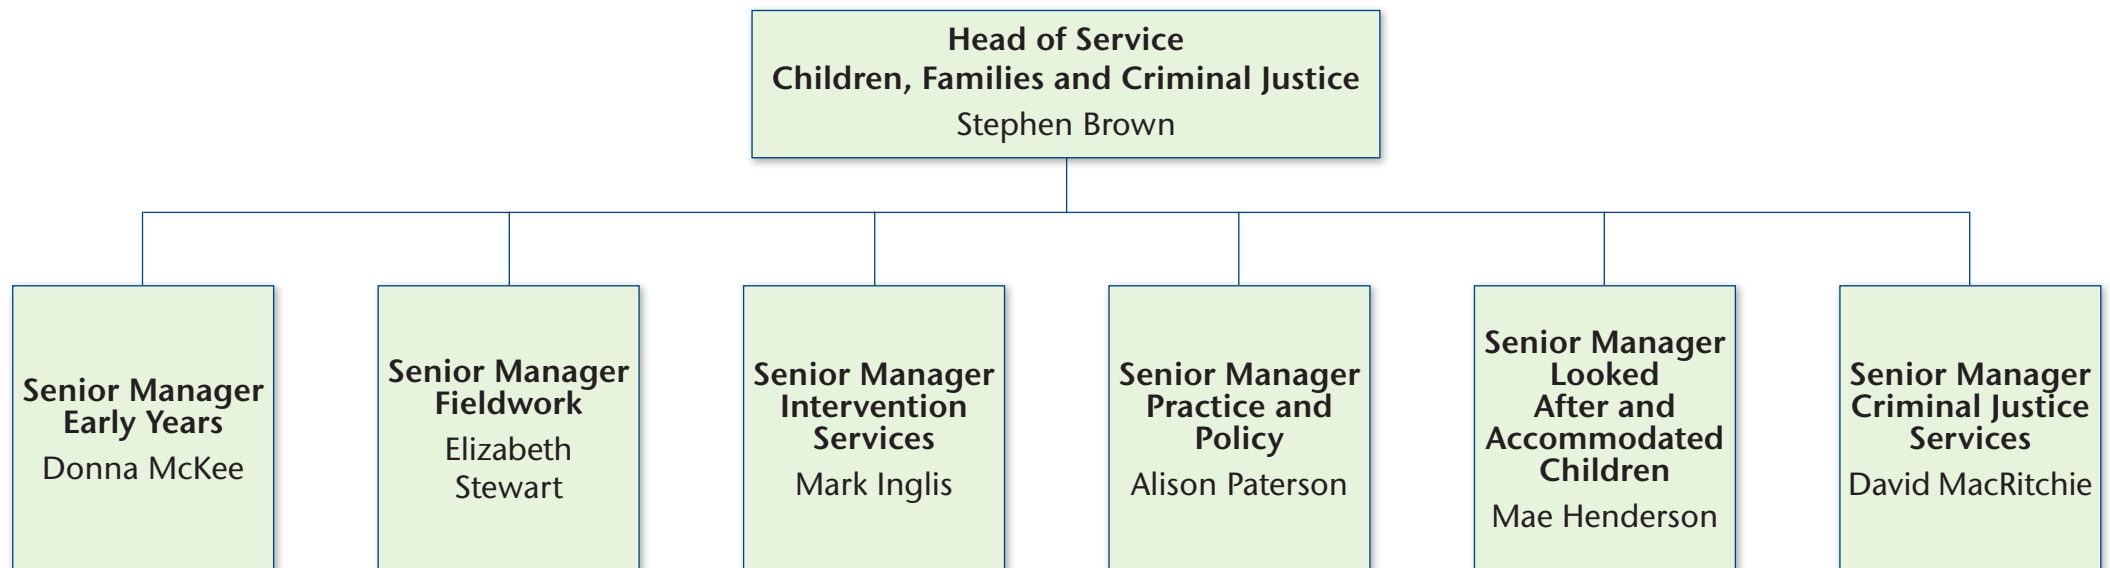 Head of Service
Children, Families and Criminal Justice
Stephen Brown
Senior Manager
Early Years
Donna McKee
Senior Manager
Fieldwork
Elizabeth
Stewart
Senior Manager
Intervention
Services
Mark Inglis
Senior Manager
Practice and
Policy
Alison Paterson
Senior Manager
Looked
After and
Accommodated
Children
Mae Henderson
Senior Manager
Criminal Justice
Services
David MacRitchie